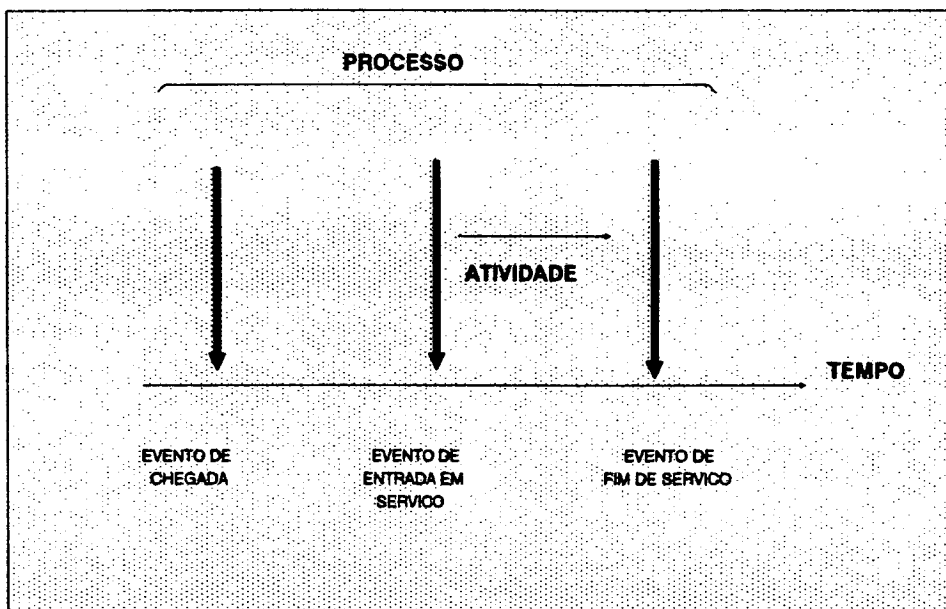 PROCESSO
ATIVIDADE
TEMPO
EVENTO DE
CHEGADA
EVENTO DE
ENTRADA EM
SERVICO
EVENTO DE
FIM DE SERVICO